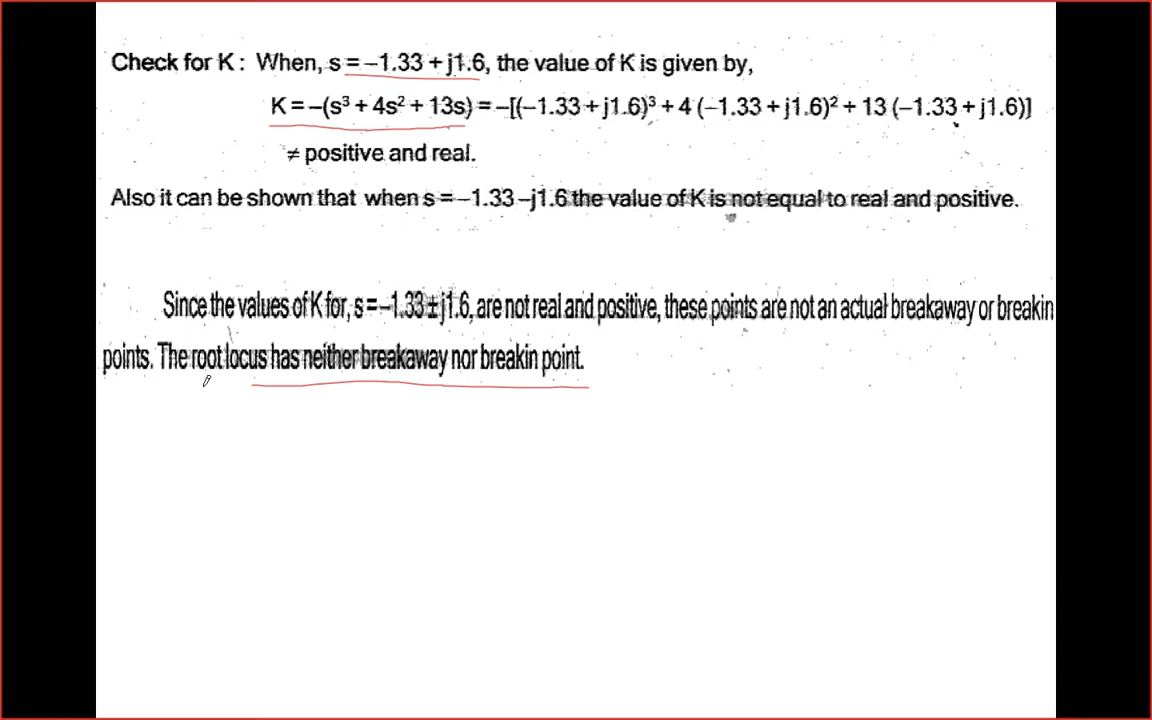 Check for K : When, s = −1.33 + j1.6, the value of K is given by,
K = −(s³ + 4s² + 13s) = −[(−1.33 + j1.6)³ + 4 (−1.33 + j1.6)² + 13 (−1.33 + j1.6)]
≠ positive and real.
Also it can be shown that when s = −1.33 −j1.6 the value of K is not equal to real and positive.
Since the values of K for, s = −1.33 ± j1.6, are not real and positive, these points are not an actual breakaway or breakin
points. The root locus has neither breakaway nor breakin point.